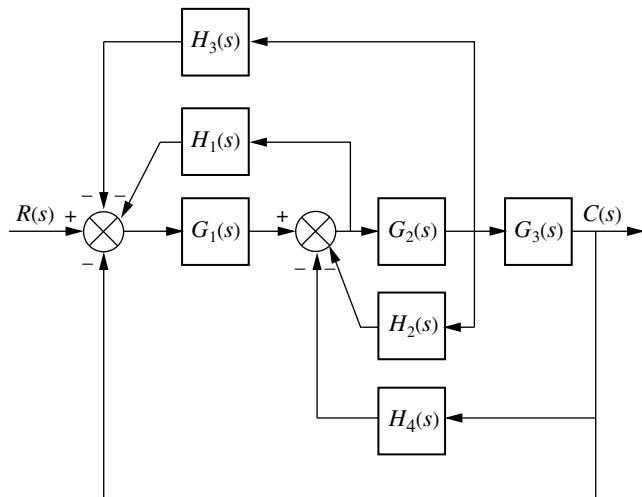 H₃(s)
H₁(s)
− −
R(s) + G₁(s) + G₂(s) G₃(s) C(s)
− − −
H₂(s)
H₄(s)